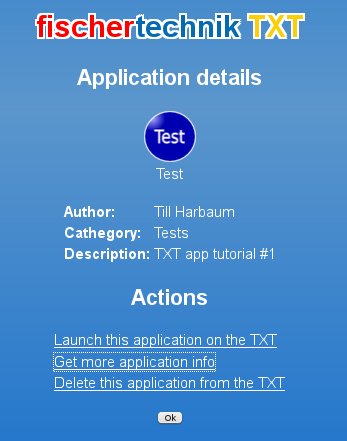 fischertechnik TXT
Application details
Test
Test
Author: Till Harbaum
Cathegory: Tests
Description: TXT app tutorial #1
Actions
Launch this application on the TXT
Get more application info
Delete this application from the TXT
Ok